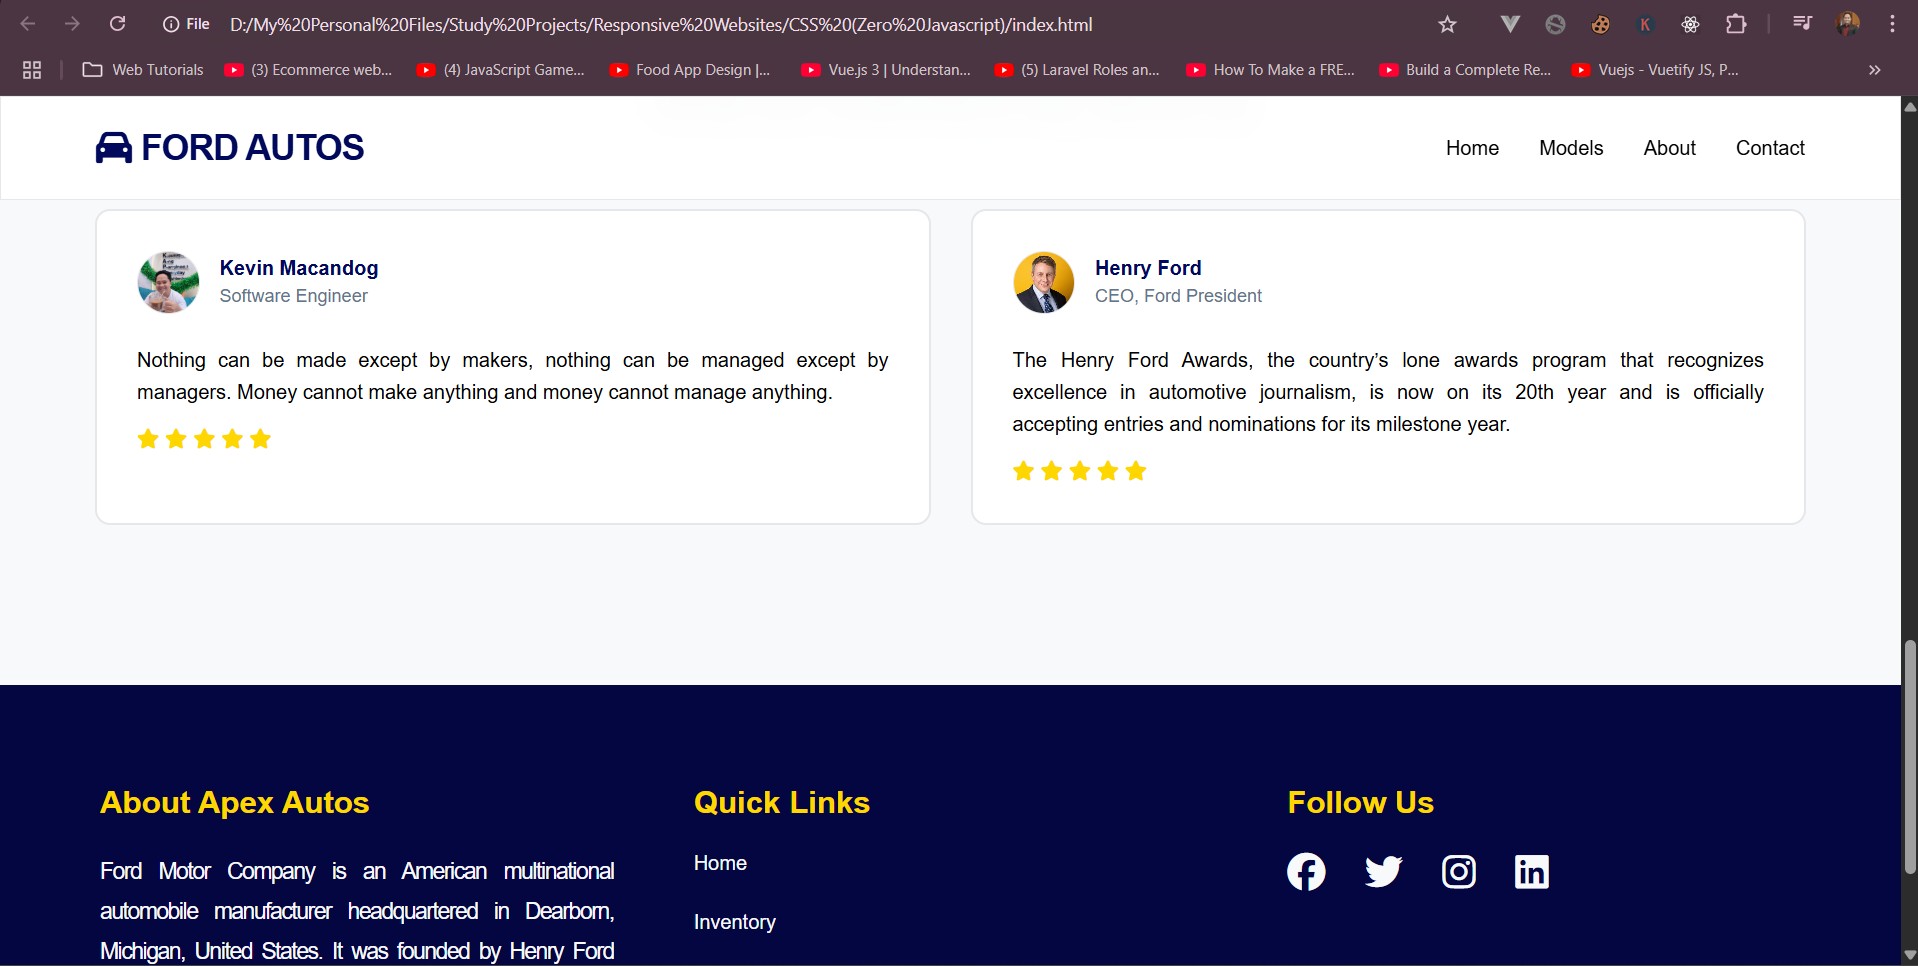 File D:/My%20Personal%20Files/Study%20Projects/Responsive%20Websites/CSS%20(Zero%20Javascript)/index.html
Web Tutorials (3) Ecommerce web... (4) JavaScript Game... Food App Design |... Vue.js 3 | Understan... (5) Laravel Roles an... How To Make a FRE... Build a Complete Re... Vuejs - Vuetify JS, P...
FORD AUTOS
Home Models About Contact
Kevin Macandog
Software Engineer
Nothing can be made except by makers, nothing can be managed except by
managers. Money cannot make anything and money cannot manage anything.
Henry Ford
CEO, Ford President
The Henry Ford Awards, the country’s lone awards program that recognizes
excellence in automotive journalism, is now on its 20th year and is officially
accepting entries and nominations for its milestone year.
About Apex Autos
Ford Motor Company is an American multinational
automobile manufacturer headquartered in Dearborn,
Michigan, United States. It was founded by Henry Ford
Quick Links
Home
Inventory
Follow Us